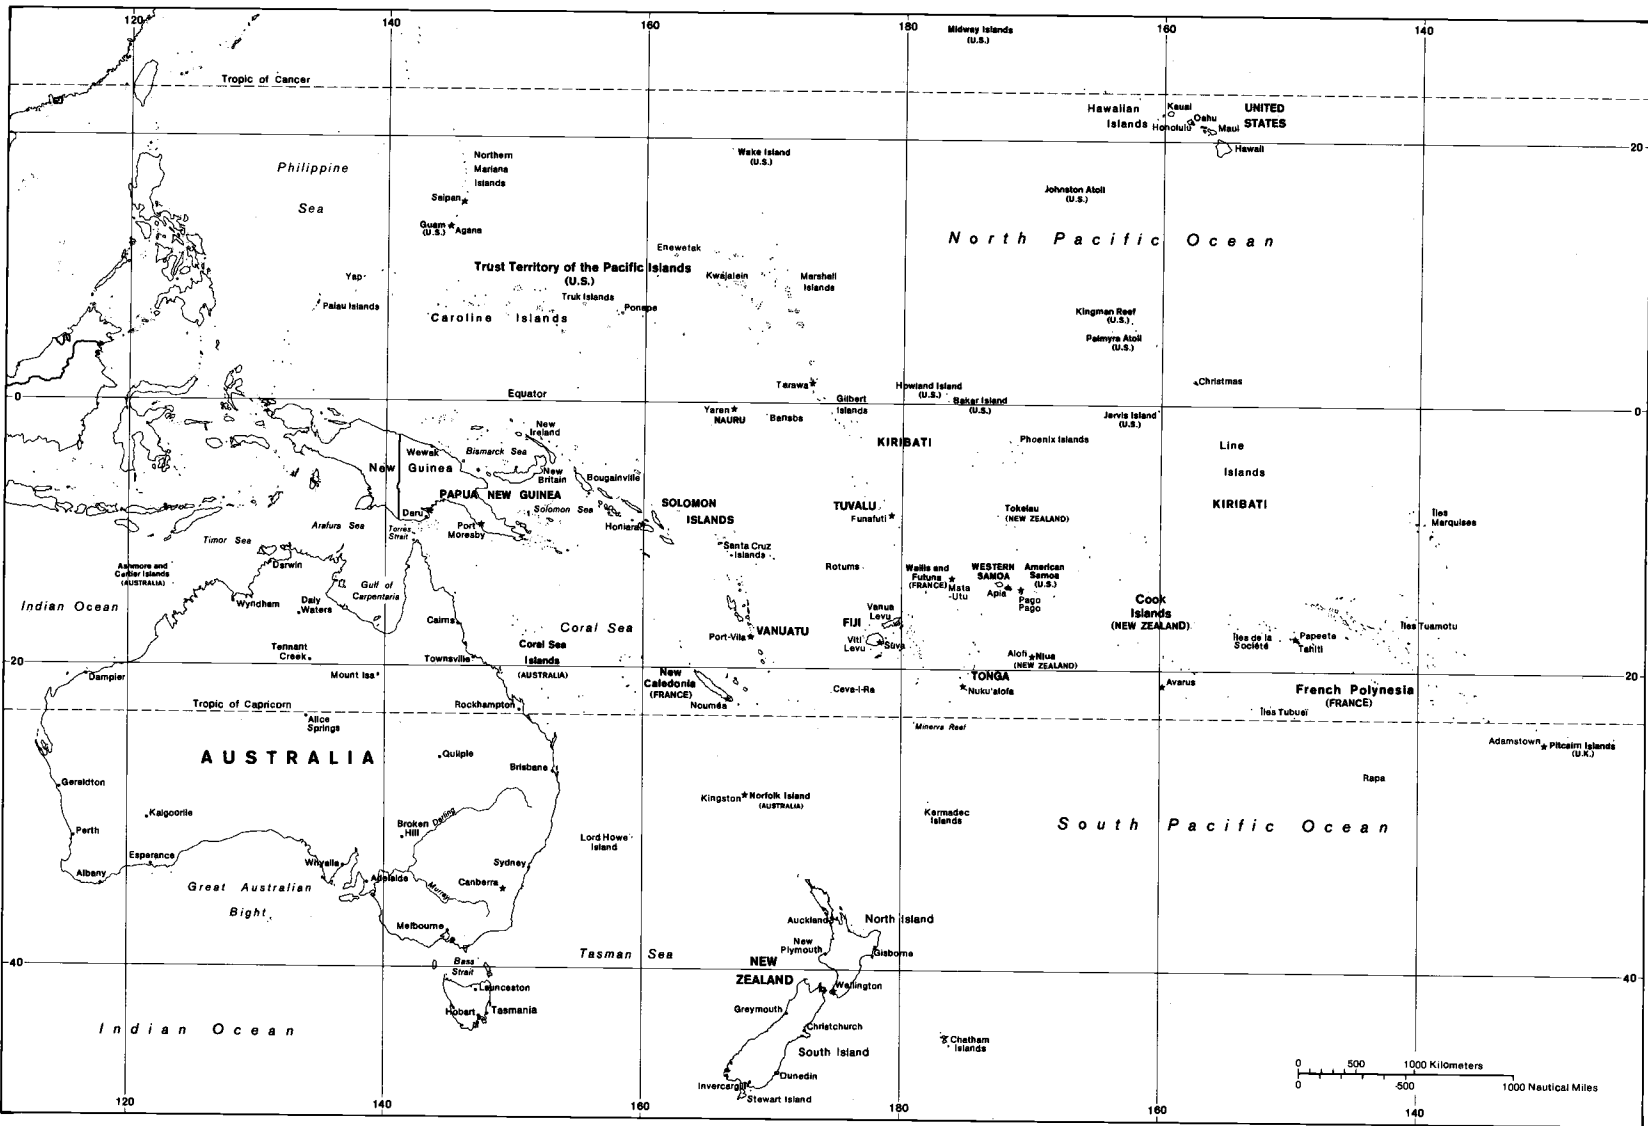 120
140
160
180
160
140
Midway Islands
(U.S.)
Tropic of Cancer
Hawaiian
Islands
Kauai
Oahu
Honolulu
Maui
Hawaii
UNITED
STATES
20
Philippine
Sea
Northern
Mariana
Islands
Saipan
Guam
(U.S.)
Agana
Wake Island
(U.S.)
Johnston Atoll
(U.S.)
North Pacific Ocean
Enewetak
Trust Territory of the Pacific Islands
(U.S.)
Kwajalein
Marshall
Islands
Yap
Palau Islands
Truk Islands
Ponape
Caroline Islands
Kingman Reef
(U.S.)
Palmyra Atoll
(U.S.)
Christmas
0
Equator
Tarawa
Gilbert
Islands
Howland Island
(U.S.)
Baker Island
(U.S.)
Jarvis Island
(U.S.)
0
Yaren
NAURU
Banaba
KIRIBATI
Phoenix Islands
Line
Islands
KIRIBATI
New
Ireland
Wewak
Bismarck Sea
New Guinea
New
Britain
Bougainville
PAPUA NEW GUINEA
Solomon Sea
Daru
Port
Moresby
Honiara
SOLOMON
ISLANDS
Santa Cruz
Islands
TUVALU
Funafuti
Tokelau
(NEW ZEALAND)
Îles
Marquises
Arafura Sea
Torres
Strait
Timor Sea
Ashmore and
Cartier Islands
(AUSTRALIA)
Darwin
Gulf of
Carpentaria
Rotuma
Wallis and
Futuna
(FRANCE)
Mata
-Utu
WESTERN
SAMOA
Apia
American
Samoa
(U.S.)
Pago
Pago
Cook
Islands
(NEW ZEALAND)
Indian Ocean
Wyndham
Daly
Waters
Cairns
Coral Sea
Port-Vila
VANUATU
FIJI
Vanua
Levu
Viti
Levu
Suva
Îles de la
Société
Papeete
Tahiti
Îles Tuamotu
Tennant
Creek
Townsville
Coral Sea
Islands
(AUSTRALIA)
Alofi
Niue
(NEW ZEALAND)
20
20
Dampier
Mount Isa
New
Caledonia
(FRANCE)
Nouméa
Ceva-I-Ra
TONGA
Nuku'alofa
Avarua
French Polynesia
(FRANCE)
Tropic of Capricorn
Rockhampton
Alice
Springs
Minerva Reef
Îles Tubuei
AUSTRALIA
Quilpie
Brisbane
Adamstown
Pitcairn Islands
(U.K.)
Rapa
Geraldton
Kalgoorlie
Kingston
Norfolk Island
(AUSTRALIA)
Kermadec
Islands
South Pacific Ocean
Perth
Broken
Hill
Darling
Lord Howe
Island
Esperance
Albany
Whyalla
Adelaide
Sydney
Canberra
Murray
Great Australian
Bight
Melbourne
Auckland
North Island
New
Plymouth
Gisborne
Tasman Sea
40
Bass
Strait
NEW
ZEALAND
Wellington
40
Launceston
Hobart
Tasmania
Greymouth
Christchurch
South Island
Chatham
Islands
Indian Ocean
Invercargill
Dunedin
Stewart Island
0 500 1000 Kilometers
0 500 1000 Nautical Miles
120
140
160
180
160
140